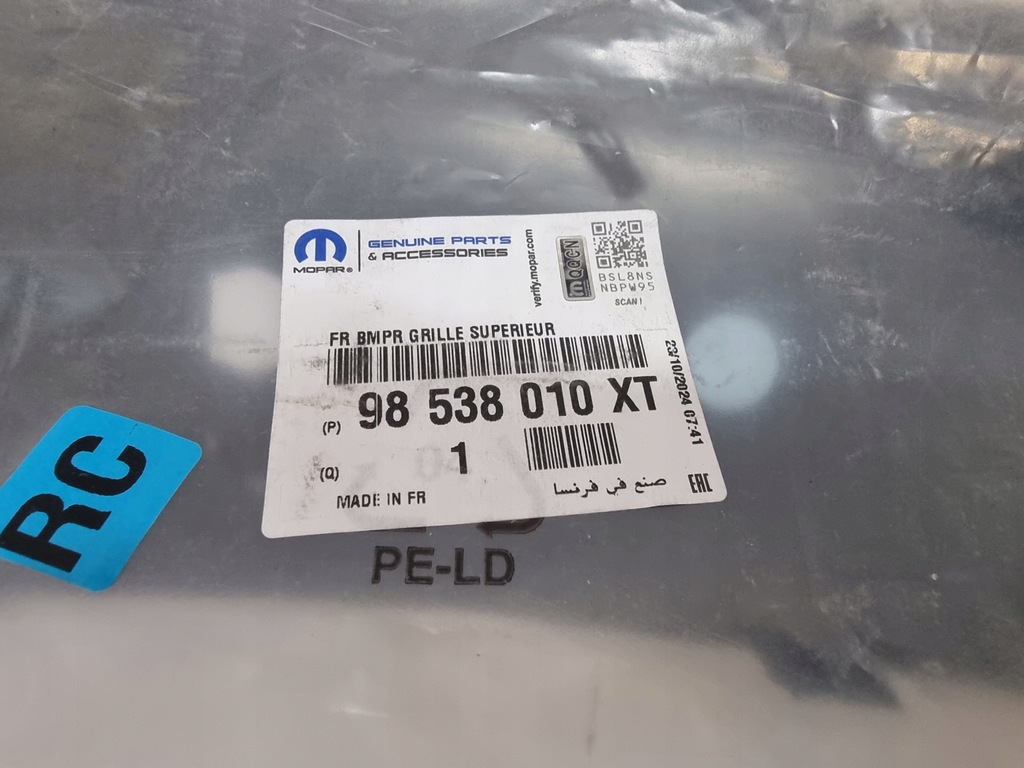 MOPAR®
GENUINE PARTS
& ACCESSORIES
verify.mopar.com
BSL8NS
NBPW95
SCAN!
FR BMPR GRILLE SUPERIEUR
(P) 98 538 010 XT
23/10/2024 07:41
(Q) 1
MADE IN FR
صنع في فرنسا
EAC
PE-LD
RC